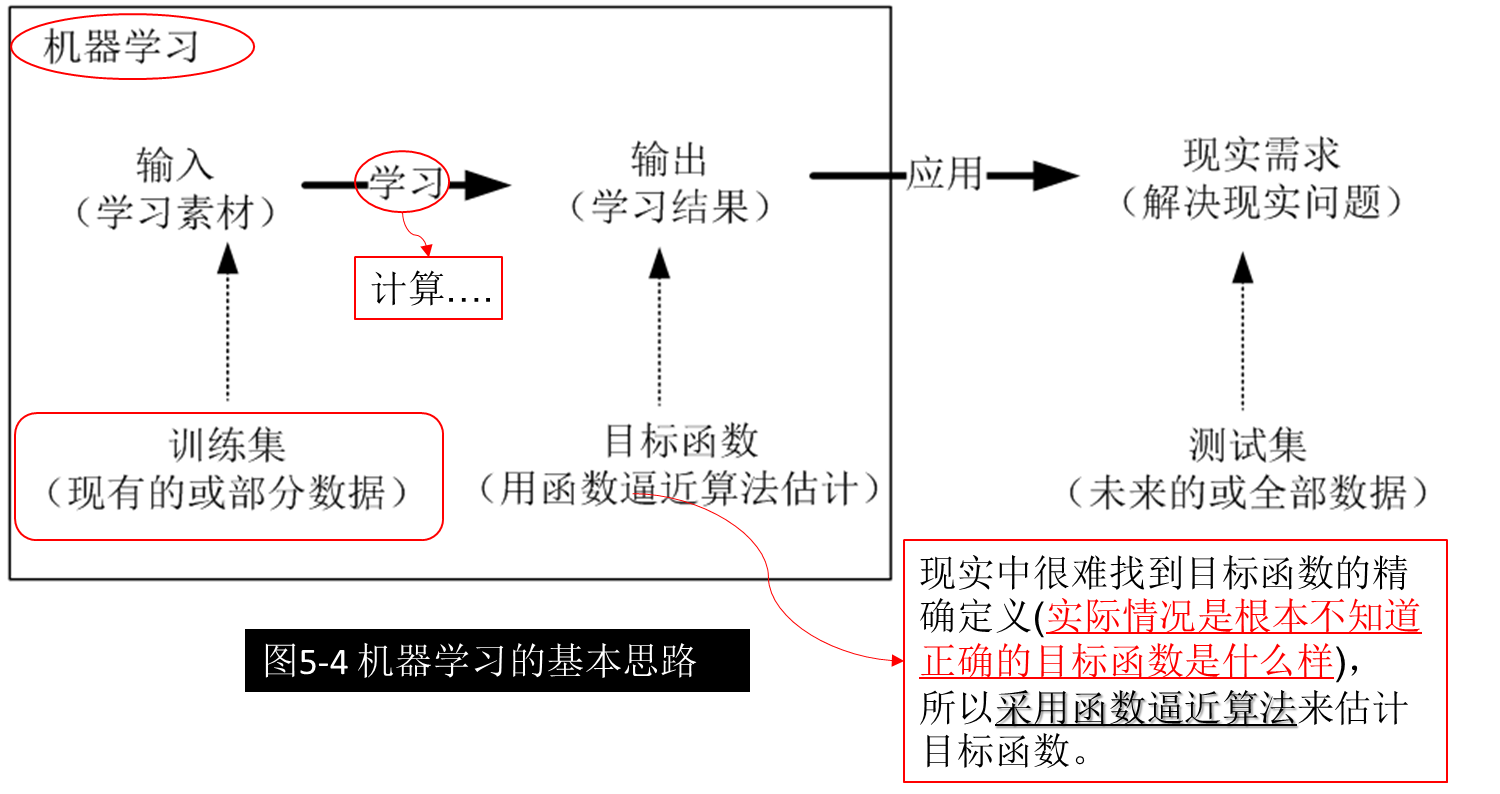 机器学习
输入
（学习素材）
学习
输出
（学习结果）
应用
现实需求
（解决现实问题）
计算....
训练集
（现有的或部分数据）
目标函数
（用函数逼近算法估计）
测试集
（未来的或全部数据）
现实中很难找到目标函数的精
确定义(实际情况是根本不知道
正确的目标函数是什么样)，
所以采用函数逼近算法来估计
目标函数。
图5-4 机器学习的基本思路